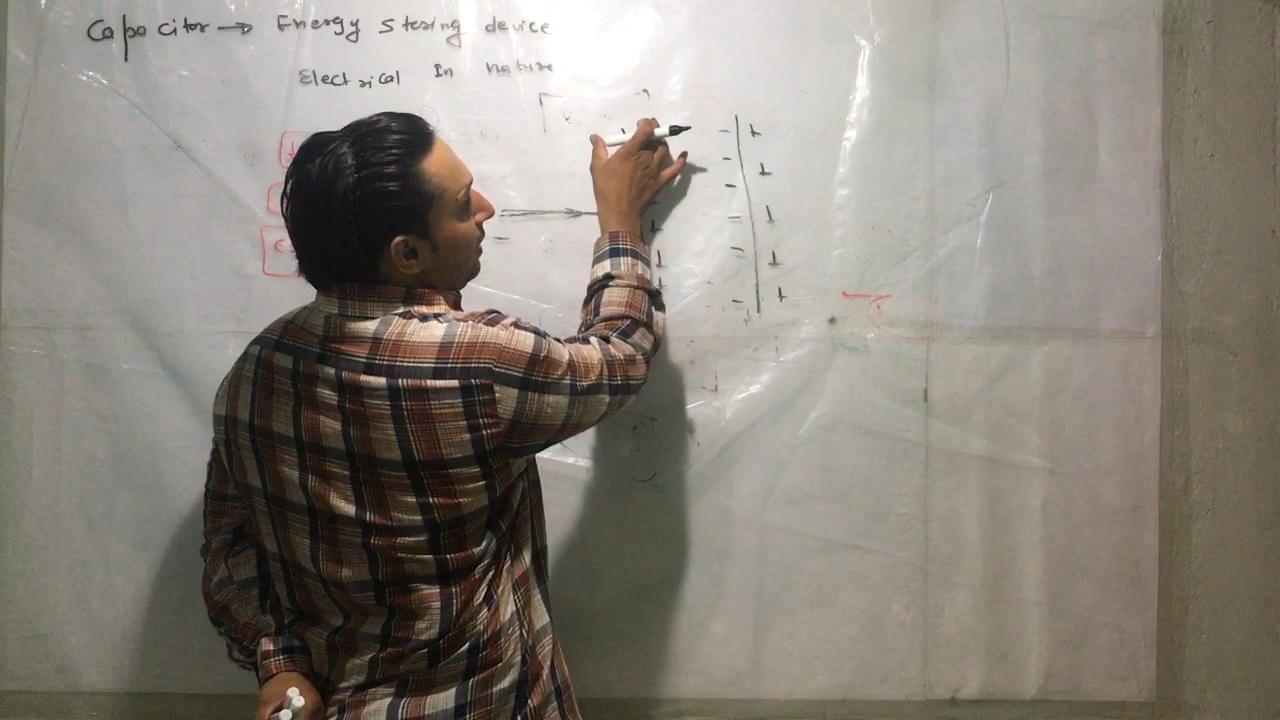 Capacitor → Energy storing device
Electrical In nature